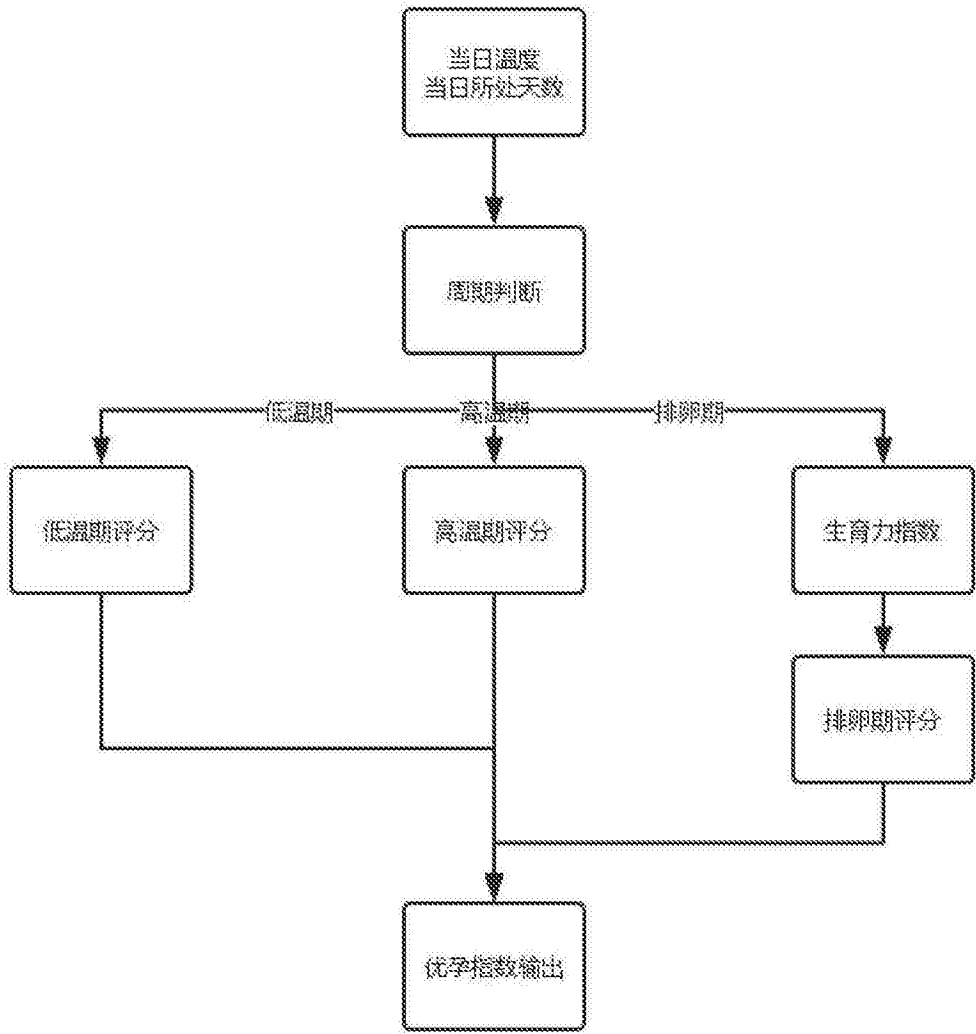 当日温度
当日所处天数
周期判断
低温期
高温期
排卵期
低温期评分
高温期评分
生育力指数
排卵期评分
优孕指数输出